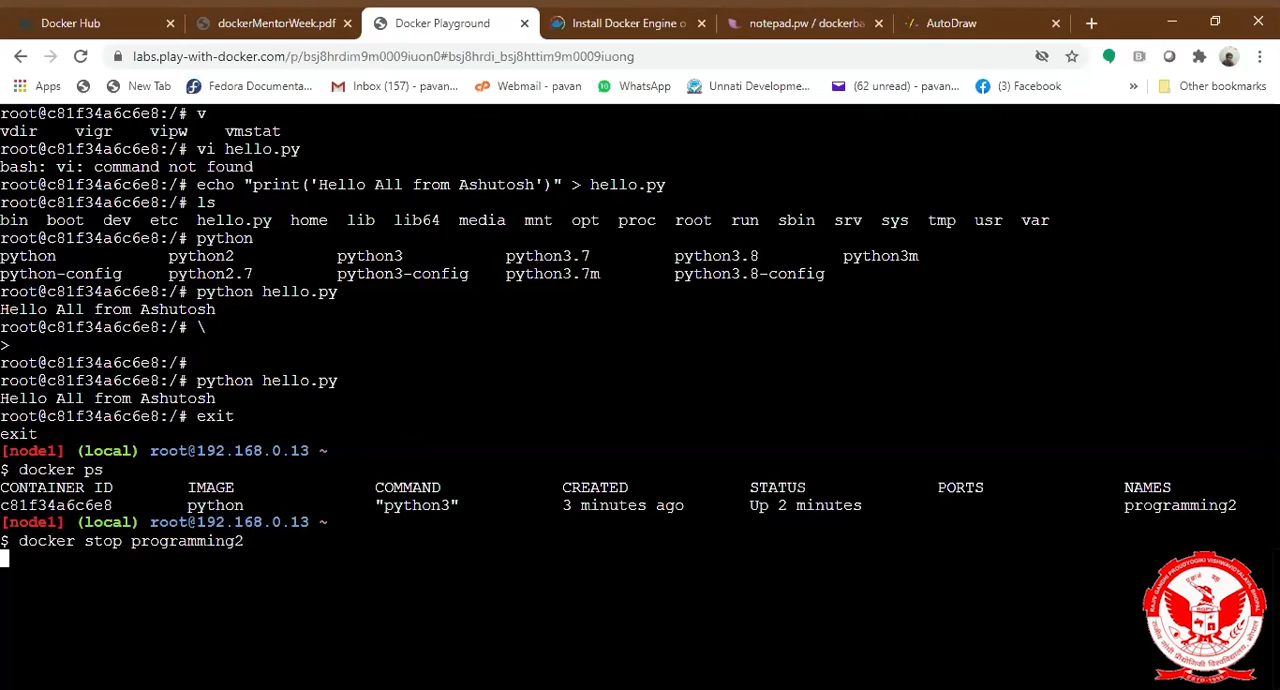 Docker Hub
dockerMentorWeek.pdf
Docker Playground
Install Docker Engine o
notepad.pw / dockerba
AutoDraw
labs.play-with-docker.com/p/bsj8hrdim9m0009iuon0#bsj8hrdi_bsj8httim9m0009iuong
Apps
New Tab
Fedora Documenta...
Inbox (157) - pavan...
Webmail - pavan
WhatsApp
Unnati Developme...
(62 unread) - pavan...
(3) Facebook
»
Other bookmarks
root@c81f34a6c6e8:/# v
vdir vigr vipw vmstat
root@c81f34a6c6e8:/# vi hello.py
bash: vi: command not found
root@c81f34a6c6e8:/# echo "print('Hello All from Ashutosh')" > hello.py
root@c81f34a6c6e8:/# ls
bin boot dev etc hello.py home lib lib64 media mnt opt proc root run sbin srv sys tmp usr var
root@c81f34a6c6e8:/# python
python python2 python3 python3.7 python3.8 python3m
python-config python2.7 python3-config python3.7m python3.8-config
root@c81f34a6c6e8:/# python hello.py
Hello All from Ashutosh
root@c81f34a6c6e8:/# \
>
root@c81f34a6c6e8:/#
root@c81f34a6c6e8:/# python hello.py
Hello All from Ashutosh
root@c81f34a6c6e8:/# exit
exit
[node1] (local) root@192.168.0.13 ~
$ docker ps
CONTAINER ID IMAGE COMMAND CREATED STATUS PORTS NAMES
c81f34a6c6e8 python "python3" 3 minutes ago Up 2 minutes programming2
[node1] (local) root@192.168.0.13 ~
$ docker stop programming2
RAJIV GANDHI PROUDYOGIKI VISHWAVIDYALAYA, BHOPAL